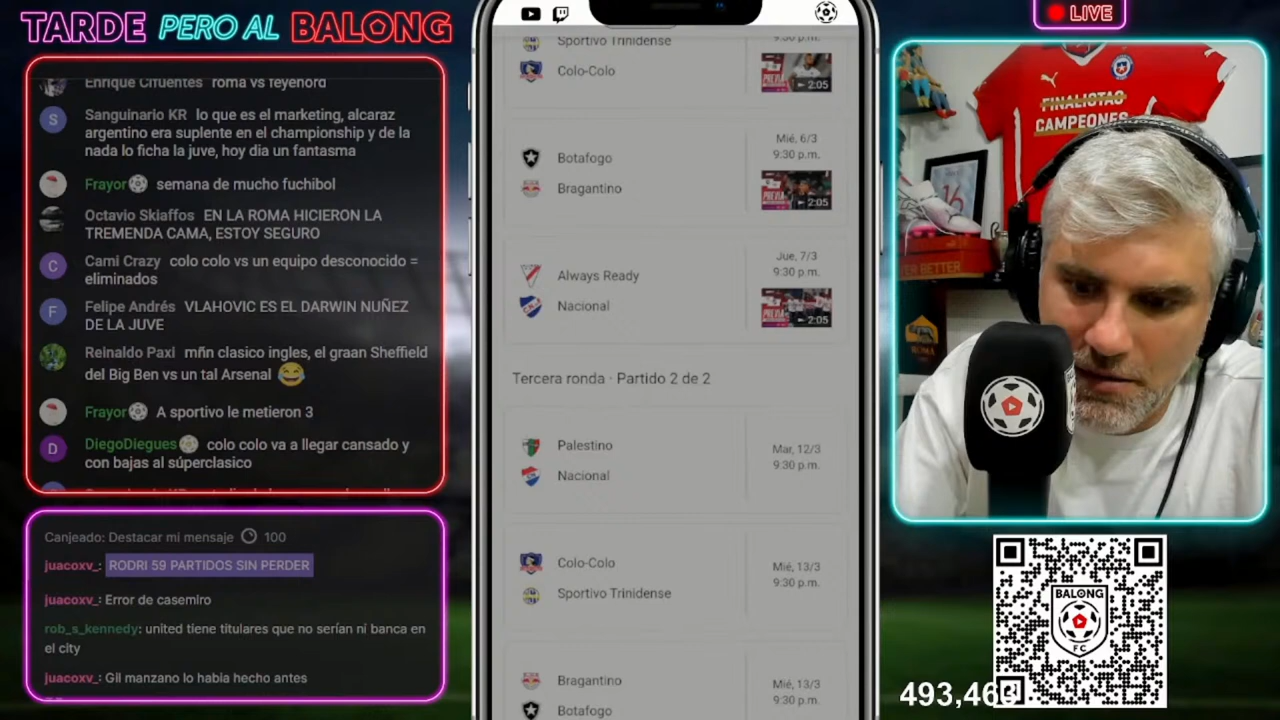 TARDE PERO AL BALONG
Enrique Cifuentes roma vs feyenord
Sanguinario KR lo que es el marketing, alcaraz
argentino era suplente en el championship y de la
nada lo ficha la juve, hoy dia un fantasma
Frayor semana de mucho fuchibol
Octavio Skiaffos EN LA ROMA HICIERON LA
TREMENDA CAMA, ESTOY SEGURO
Cami Crazy colo colo vs un equipo desconocido =
eliminados
Felipe Andrés VLAHOVIC ES EL DARWIN NUÑEZ
DE LA JUVE
Reinaldo Paxi mñn clasico ingles, el graan Sheffield
del Big Ben vs un tal Arsenal 😂
Frayor A sportivo le metieron 3
DiegoDiegues colo colo va a llegar cansado y
con bajas al súperclasico
Canjeado: Destacar mi mensaje 100
juacoxv_: RODRI 59 PARTIDOS SIN PERDER
juacoxv_: Error de casemiro
rob_s_kennedy: united tiene titulares que no serían ni banca en
el city
juacoxv_: Gil manzano lo habia hecho antes
Sportivo Trinidense
9:30 p.m.
Colo-Colo
PREVIA
2:05
Botafogo
Bragantino
Mié, 6/3
9:30 p.m.
PREVIA
2:05
Always Ready
Nacional
Jue, 7/3
9:30 p.m.
PREVIA
2:05
Tercera ronda · Partido 2 de 2
Palestino
Nacional
Mar, 12/3
9:30 p.m.
Colo-Colo
Sportivo Trinidense
Mié, 13/3
9:30 p.m.
Bragantino
Botafogo
Mié, 13/3
9:30 p.m.
LIVE
FINALISTAS
CAMPEONES
16
ER BETTER
ROMA
BALONG
FC